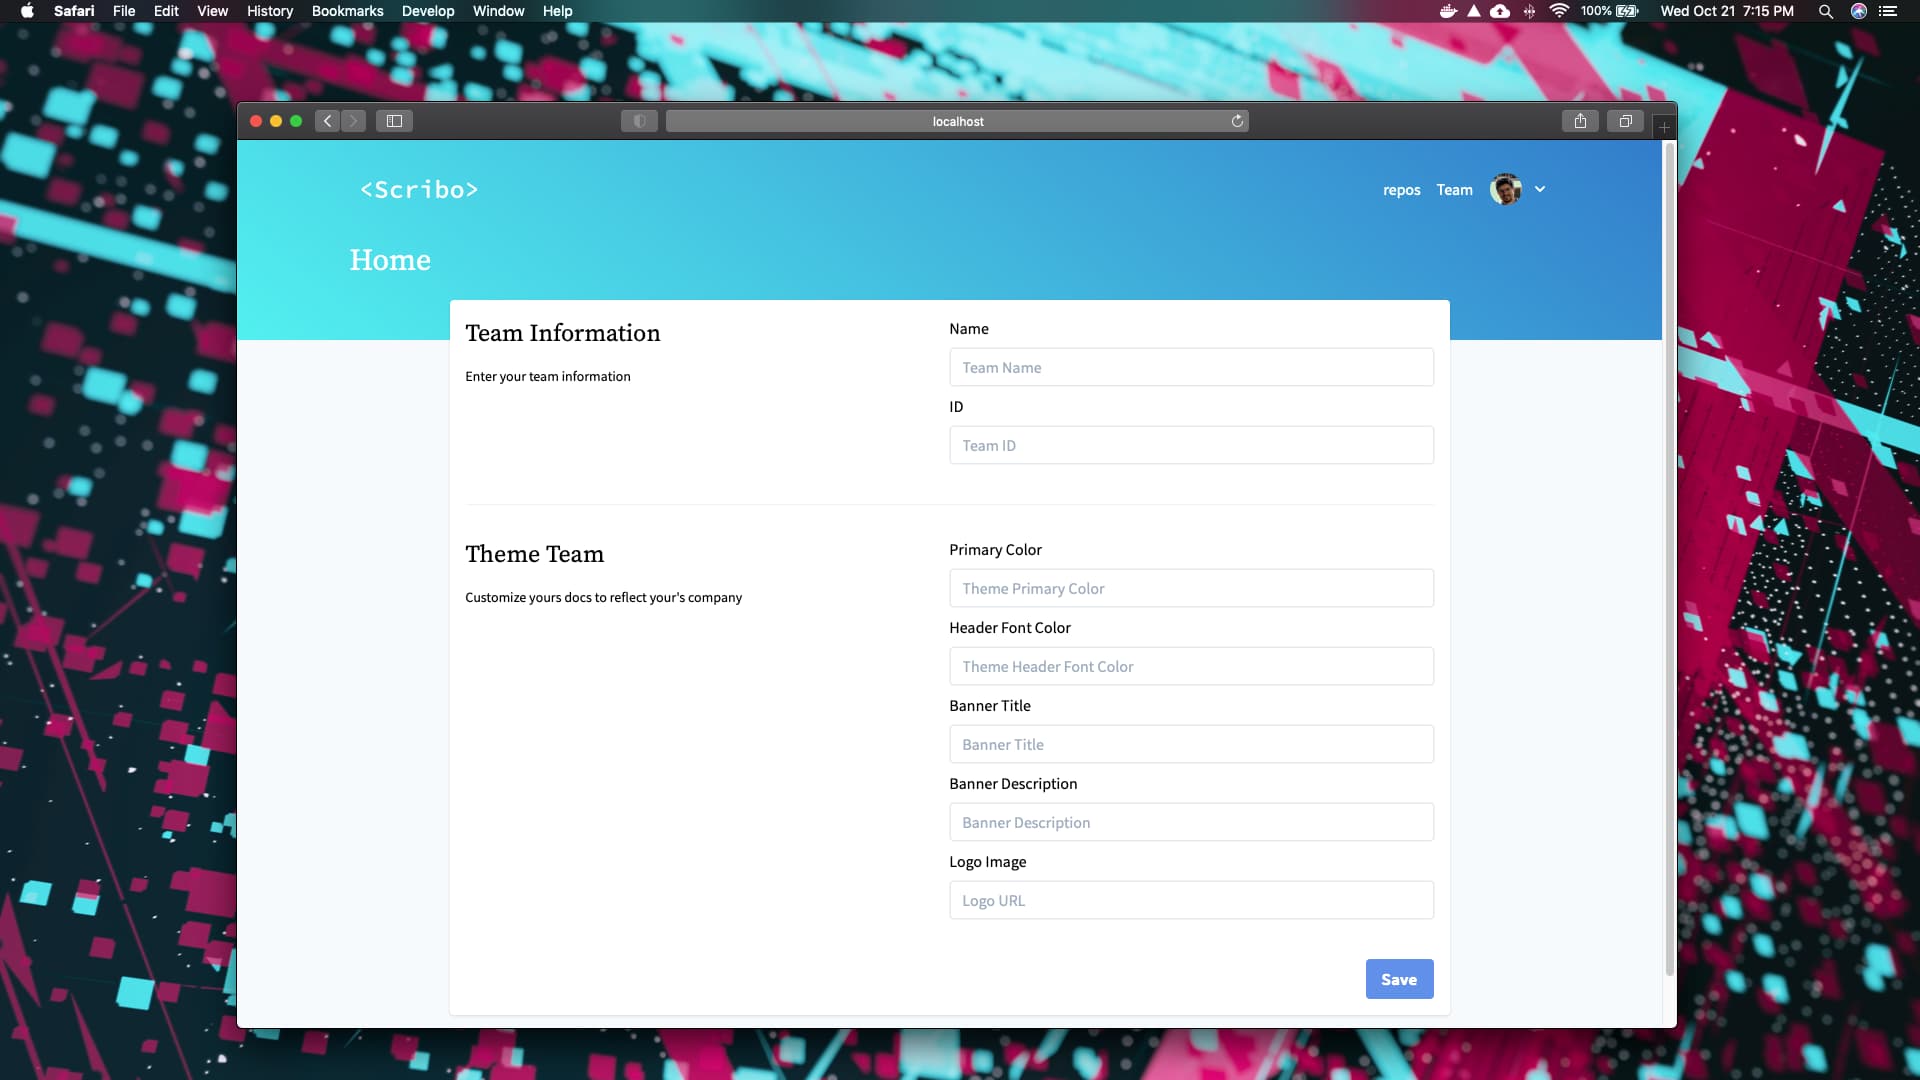 Safari File Edit View History Bookmarks Develop Window Help 100% Wed Oct 21 7:15 PM
localhost
<Scribo> repos Team
Home
Team Information
Enter your team information
Name
Team Name
ID
Team ID
Theme Team
Customize yours docs to reflect your's company
Primary Color
Theme Primary Color
Header Font Color
Theme Header Font Color
Banner Title
Banner Title
Banner Description
Banner Description
Logo Image
Logo URL
Save